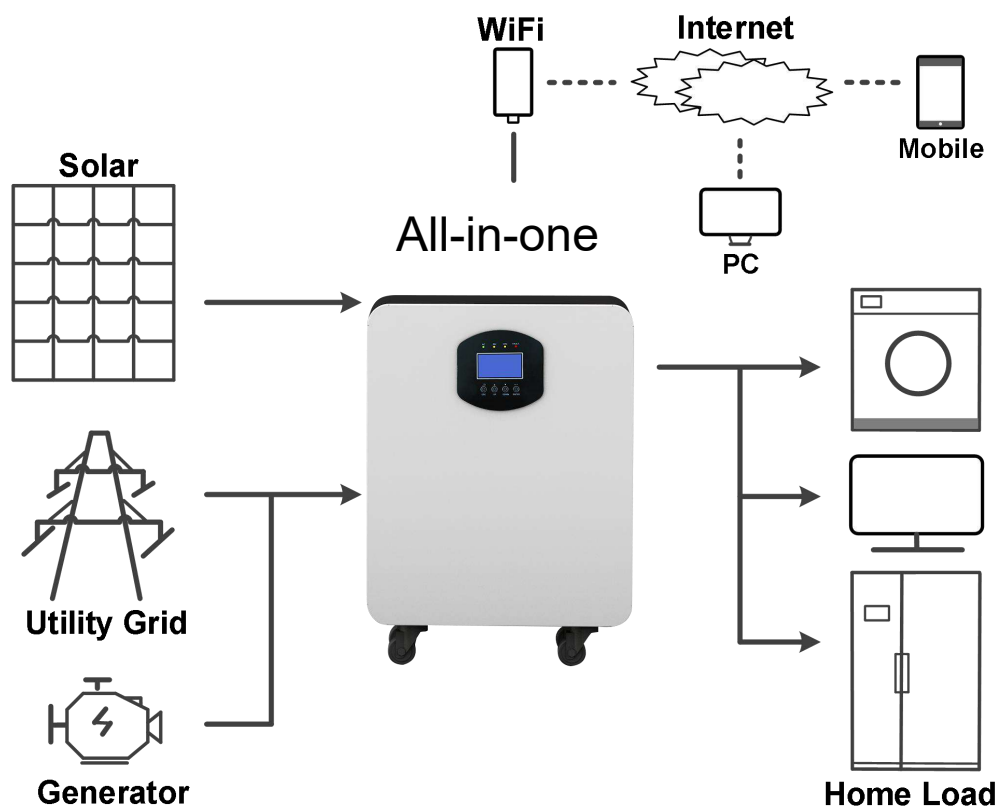 WiFi
Internet
Mobile
Solar
All-in-one
PC
Utility Grid
Generator
Home Load